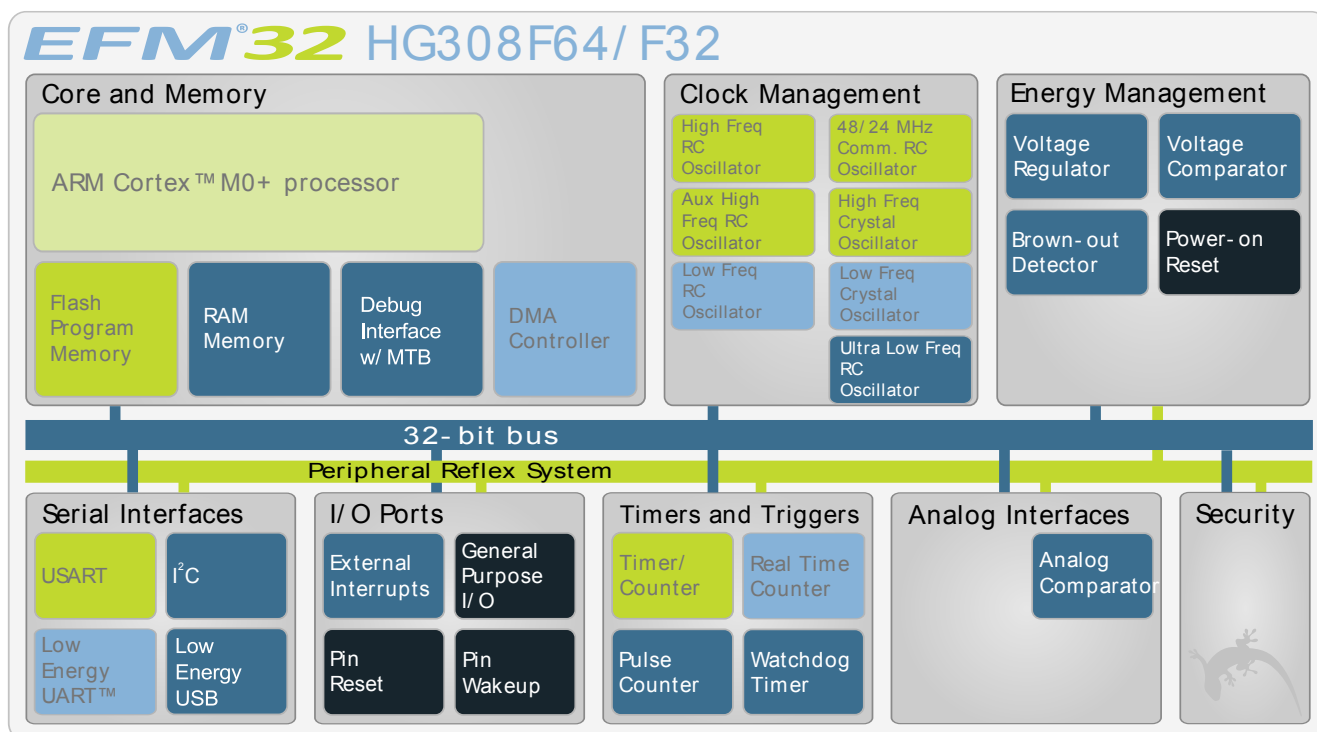 EFM®32 HG308F64/F32
Core and Memory
ARM Cortex™ M0+ processor
Flash
Program
Memory
RAM
Memory
Debug
Interface
w/ MTB
DMA
Controller
Clock Management
High Freq
RC
Oscillator
48/24 MHz
Comm. RC
Oscillator
Aux High
Freq RC
Oscillator
High Freq
Crystal
Oscillator
Low Freq
RC
Oscillator
Low Freq
Crystal
Oscillator
Ultra Low Freq
RC
Oscillator
Energy Management
Voltage
Regulator
Voltage
Comparator
Brown-out
Detector
Power-on
Reset
32-bit bus
Peripheral Reflex System
Serial Interfaces
USART
I²C
Low
Energy
UART™
Low
Energy
USB
I/O Ports
External
Interrupts
General
Purpose
I/O
Pin
Reset
Pin
Wakeup
Timers and Triggers
Timer/
Counter
Real Time
Counter
Pulse
Counter
Watchdog
Timer
Analog Interfaces
Analog
Comparator
Security